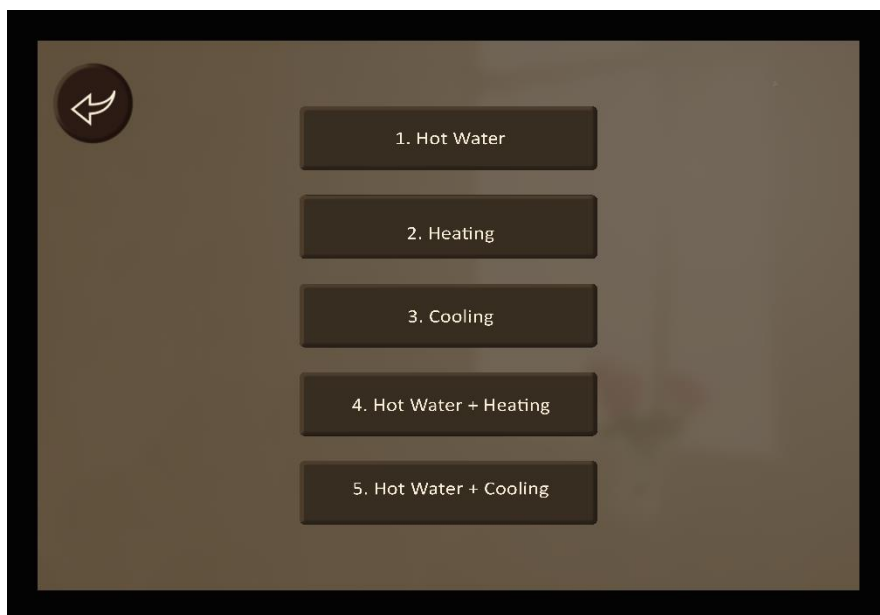 1. Hot Water
2. Heating
3. Cooling
4. Hot Water + Heating
5. Hot Water + Cooling